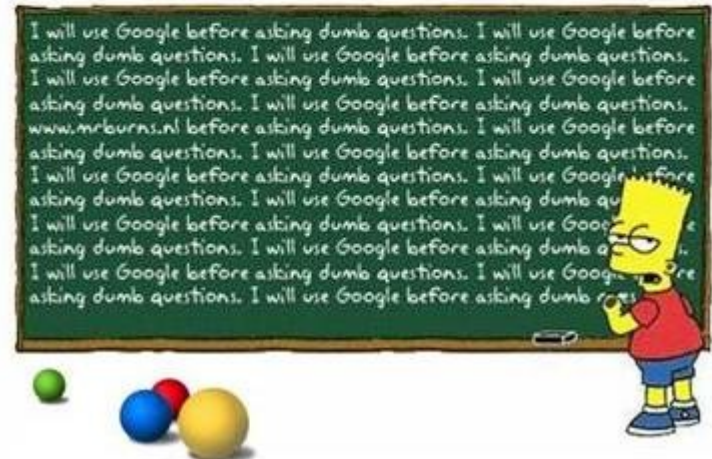 I will use Google before asking dumb questions. I will use Google before
asking dumb questions. I will use Google before asking dumb questions.
I will use Google before asking dumb questions. I will use Google before
asking dumb questions. I will use Google before asking dumb questions.
www.mrburns.nl before asking dumb questions. I will use Google before
asking dumb questions. I will use Google before asking dumb questions.
I will use Google before asking dumb questions. I will use Google before
asking dumb questions. I will use Google before asking dumb
I will use Google before asking dumb questions. I will use
asking dumb questions. I will use Google before asking dumb
I will use Google before asking dumb questions. I will use
asking dumb questions. I will use Google before asking dumb